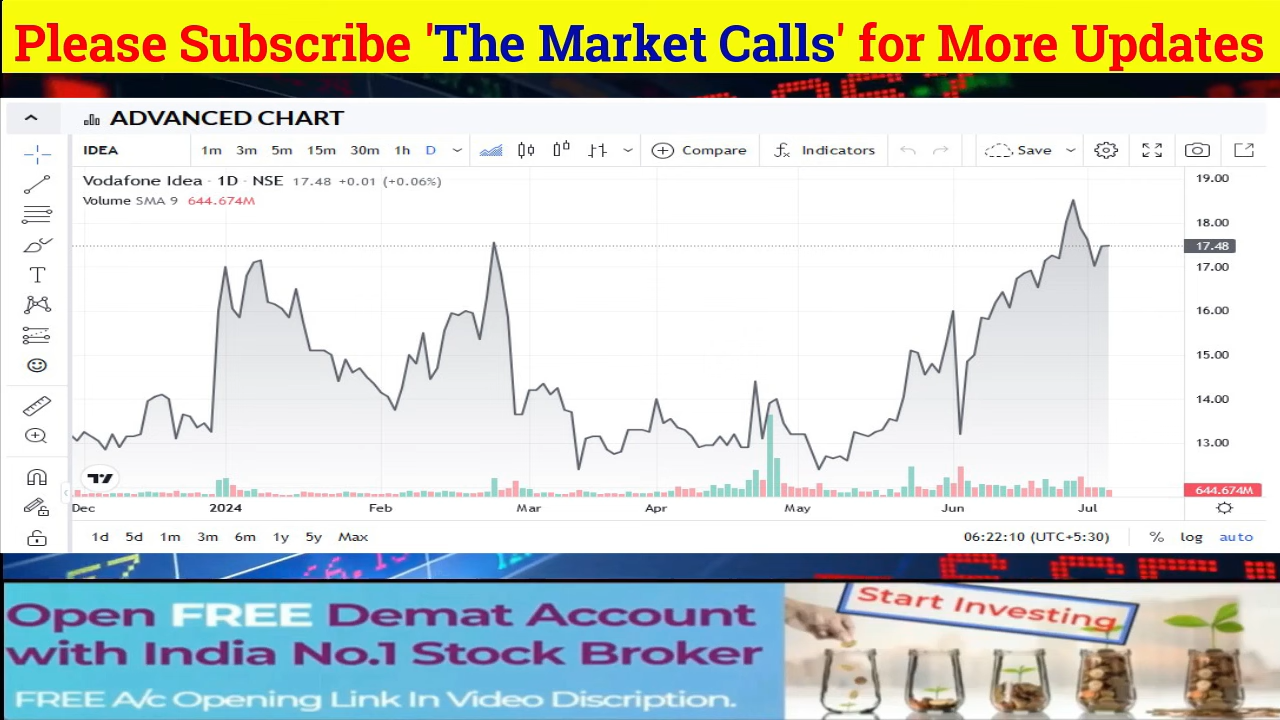 Please Subscribe 'The Market Calls' for More Updates
ADVANCED CHART
IDEA 1m 3m 5m 15m 30m 1h D Compare Indicators Save
Vodafone Idea · 1D · NSE 17.48 +0.01 (+0.06%)
Volume SMA 9 644.674M
19.00
18.00
17.48
17.00
16.00
15.00
14.00
13.00
644.674M
Dec 2024 Feb Mar Apr May Jun Jul
1d 5d 1m 3m 6m 1y 5y Max 06:22:10 (UTC+5:30) % log auto
Open FREE Demat Account
with India No.1 Stock Broker
FREE A/c Opening Link In Video Discription.
Start Investing